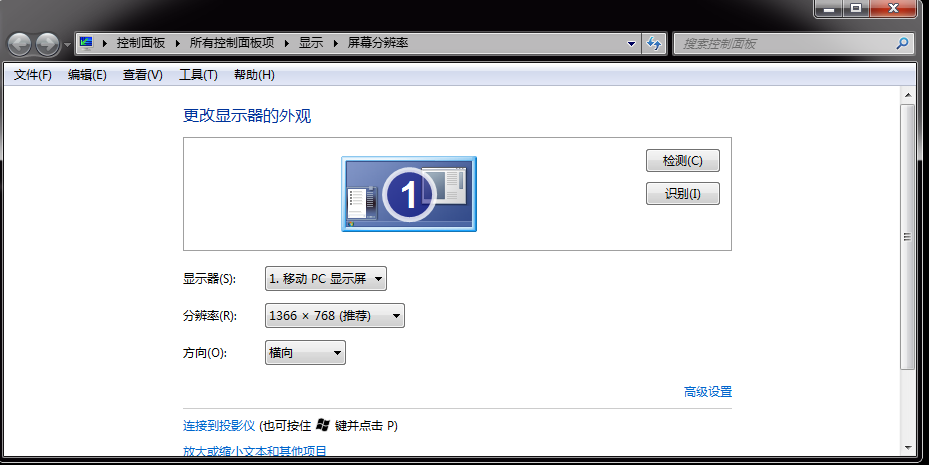 控制面板 所有控制面板项 显示 屏幕分辨率 搜索控制面板
文件(F) 编辑(E) 查看(V) 工具(T) 帮助(H)
更改显示器的外观
1
检测(C)
识别(I)
显示器(S): 1. 移动 PC 显示屏
分辨率(R): 1366 × 768 (推荐)
方向(O): 横向
高级设置
连接到投影仪 (也可按住 键并点击 P)
放大或缩小文本和其他项目